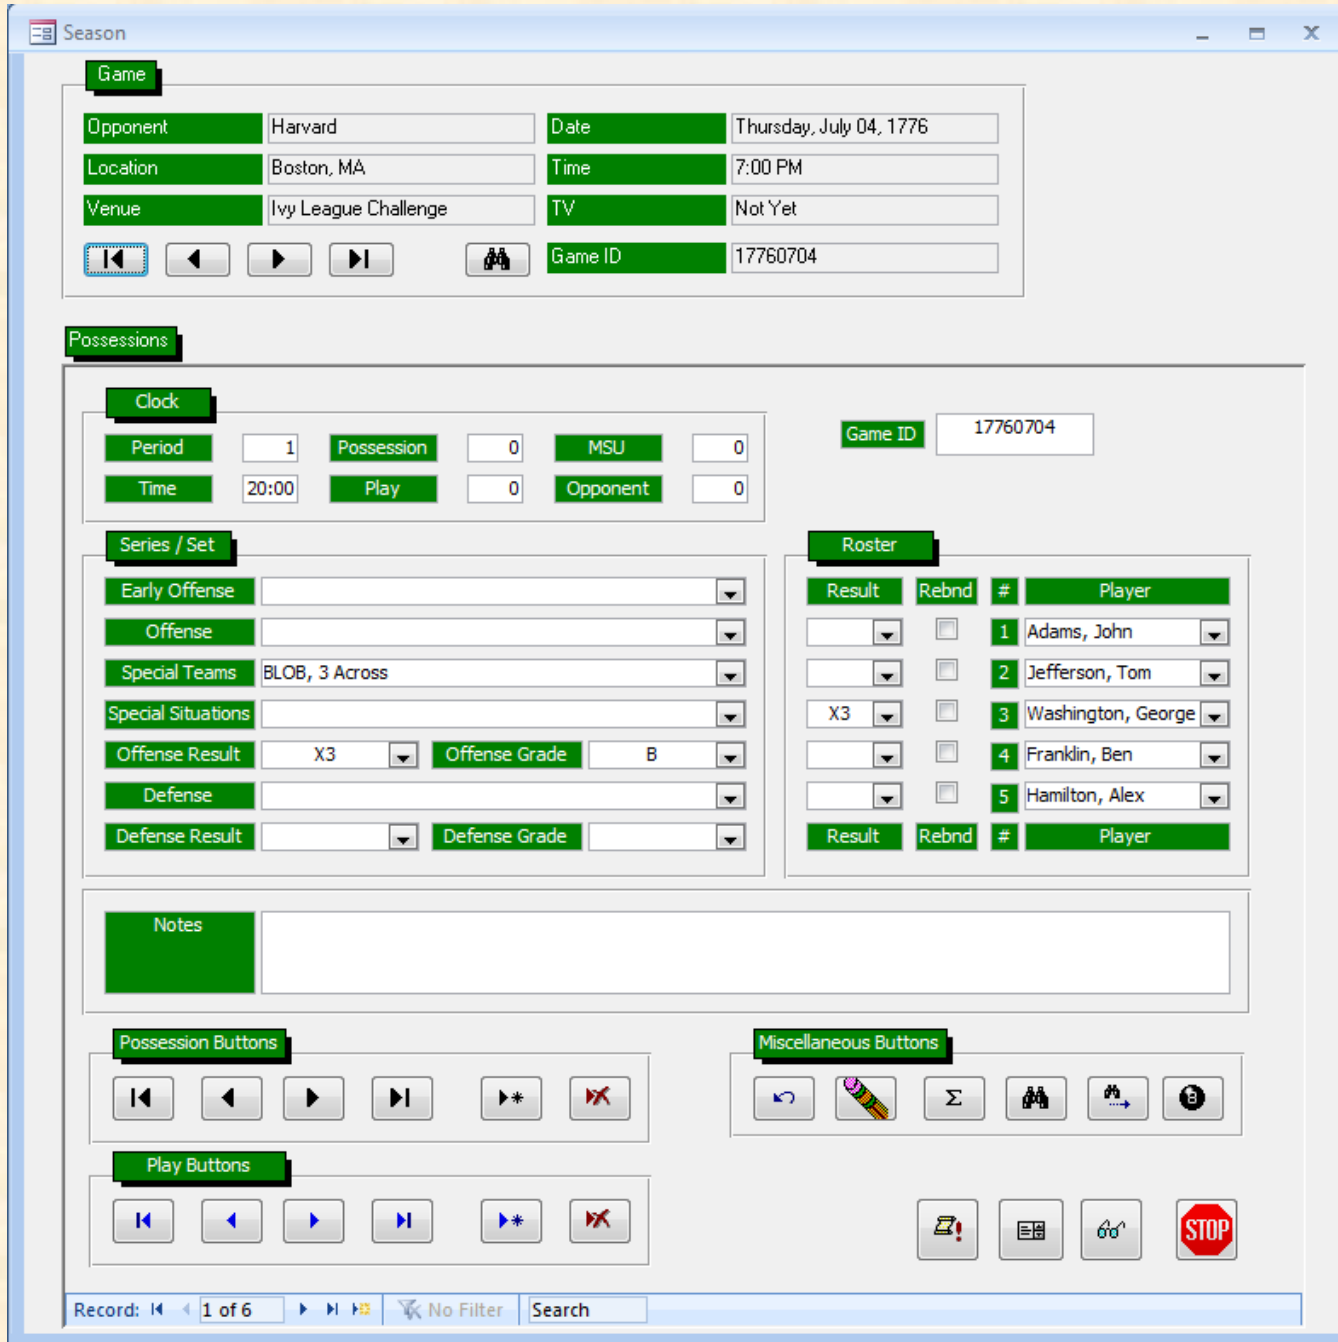 Season
Game
Opponent Harvard Date Thursday, July 04, 1776
Location Boston, MA Time 7:00 PM
Venue Ivy League Challenge TV Not Yet
Game ID 17760704
Possessions
Clock
Game ID 17760704
Period 1 Possession 0 MSU 0
Time 20:00 Play 0 Opponent 0
Series / Set Roster
Early Offense Result Rebnd # Player
Offense 1 Adams, John
Special Teams BLOB, 3 Across 2 Jefferson, Tom
Special Situations X3 3 Washington, George
Offense Result X3 Offense Grade B 4 Franklin, Ben
Defense 5 Hamilton, Alex
Defense Result Defense Grade Result Rebnd # Player
Notes
Possession Buttons Miscellaneous Buttons
Σ 8
Play Buttons
STOP
Record: 1 of 6 No Filter Search